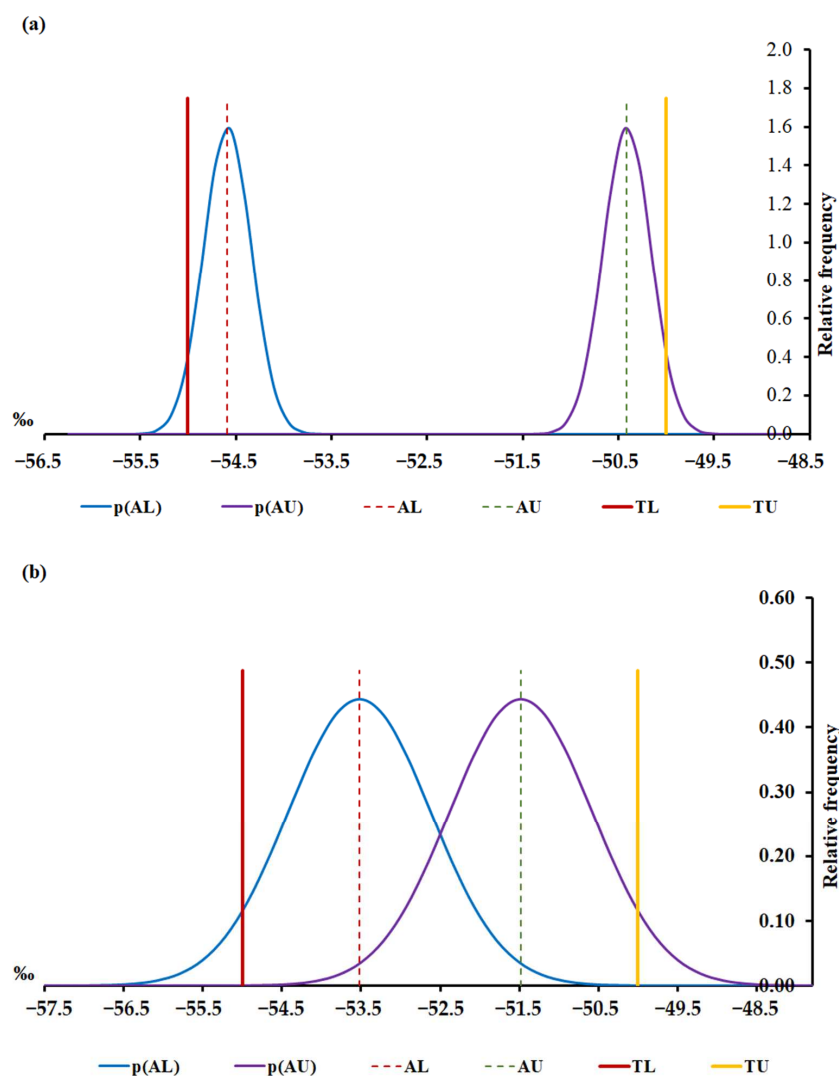 (a)
2.0
1.8
1.6
1.4
1.2
1.0
0.8
0.6
0.4
0.2
0.0
Relative frequency
‰
−56.5 −55.5 −54.5 −53.5 −52.5 −51.5 −50.5 −49.5 −48.5
p(AL) p(AU) AL AU TL TU
(b)
0.60
0.50
0.40
0.30
0.20
0.10
0.00
Relative frequency
‰
−57.5 −56.5 −55.5 −54.5 −53.5 −52.5 −51.5 −50.5 −49.5 −48.5
p(AL) p(AU) AL AU TL TU